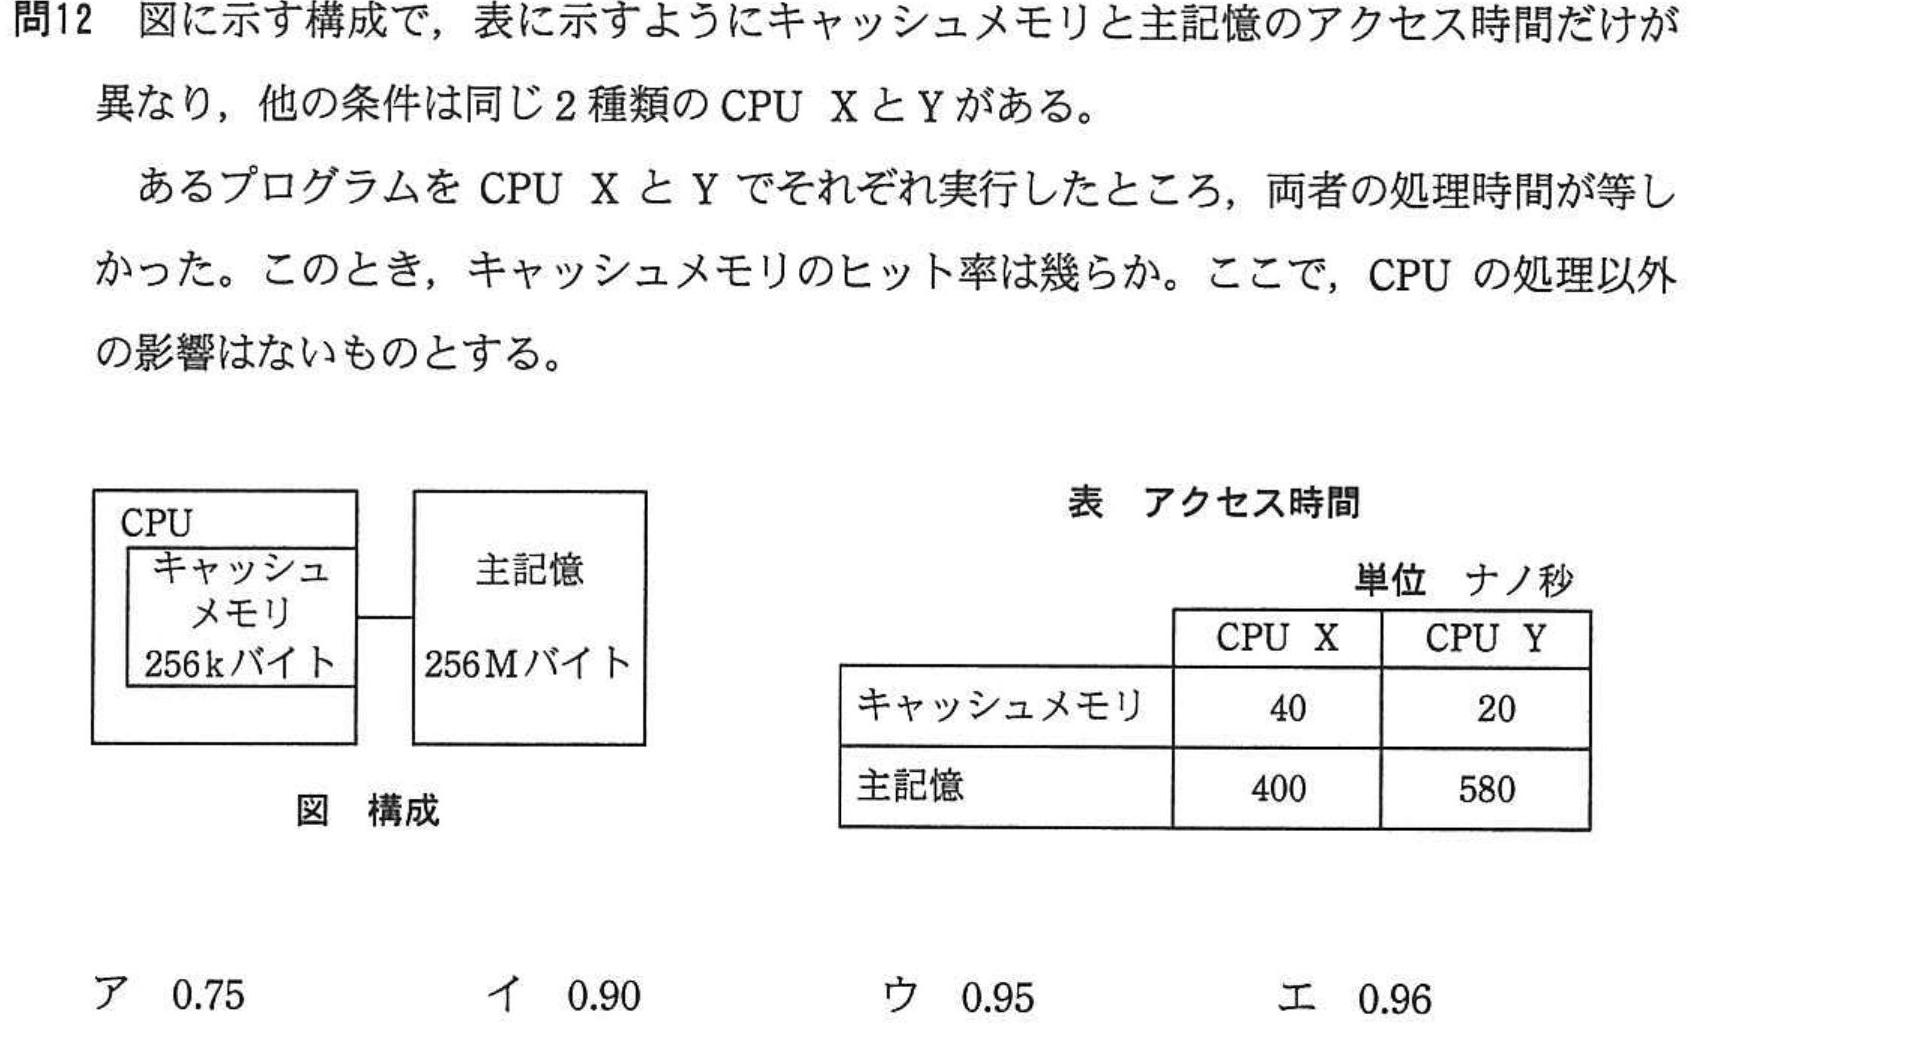 問12 図に示す構成で，表に示すようにキャッシュメモリと主記憶のアクセス時間だけが
異なり，他の条件は同じ2種類のCPU XとYがある。
あるプログラムを CPU X と Y でそれぞれ実行したところ，両者の処理時間が等し
かった。このとき，キャッシュメモリのヒット率は幾らか。ここで，CPU の処理以外
の影響はないものとする。
CPU
キャッシュ
メモリ
256kバイト
主記憶
256Mバイト
図 構成
表 アクセス時間
単位 ナノ秒
CPU X CPU Y
キャッシュメモリ 40 20
主記憶 400 580
ア 0.75 イ 0.90 ウ 0.95 エ 0.96